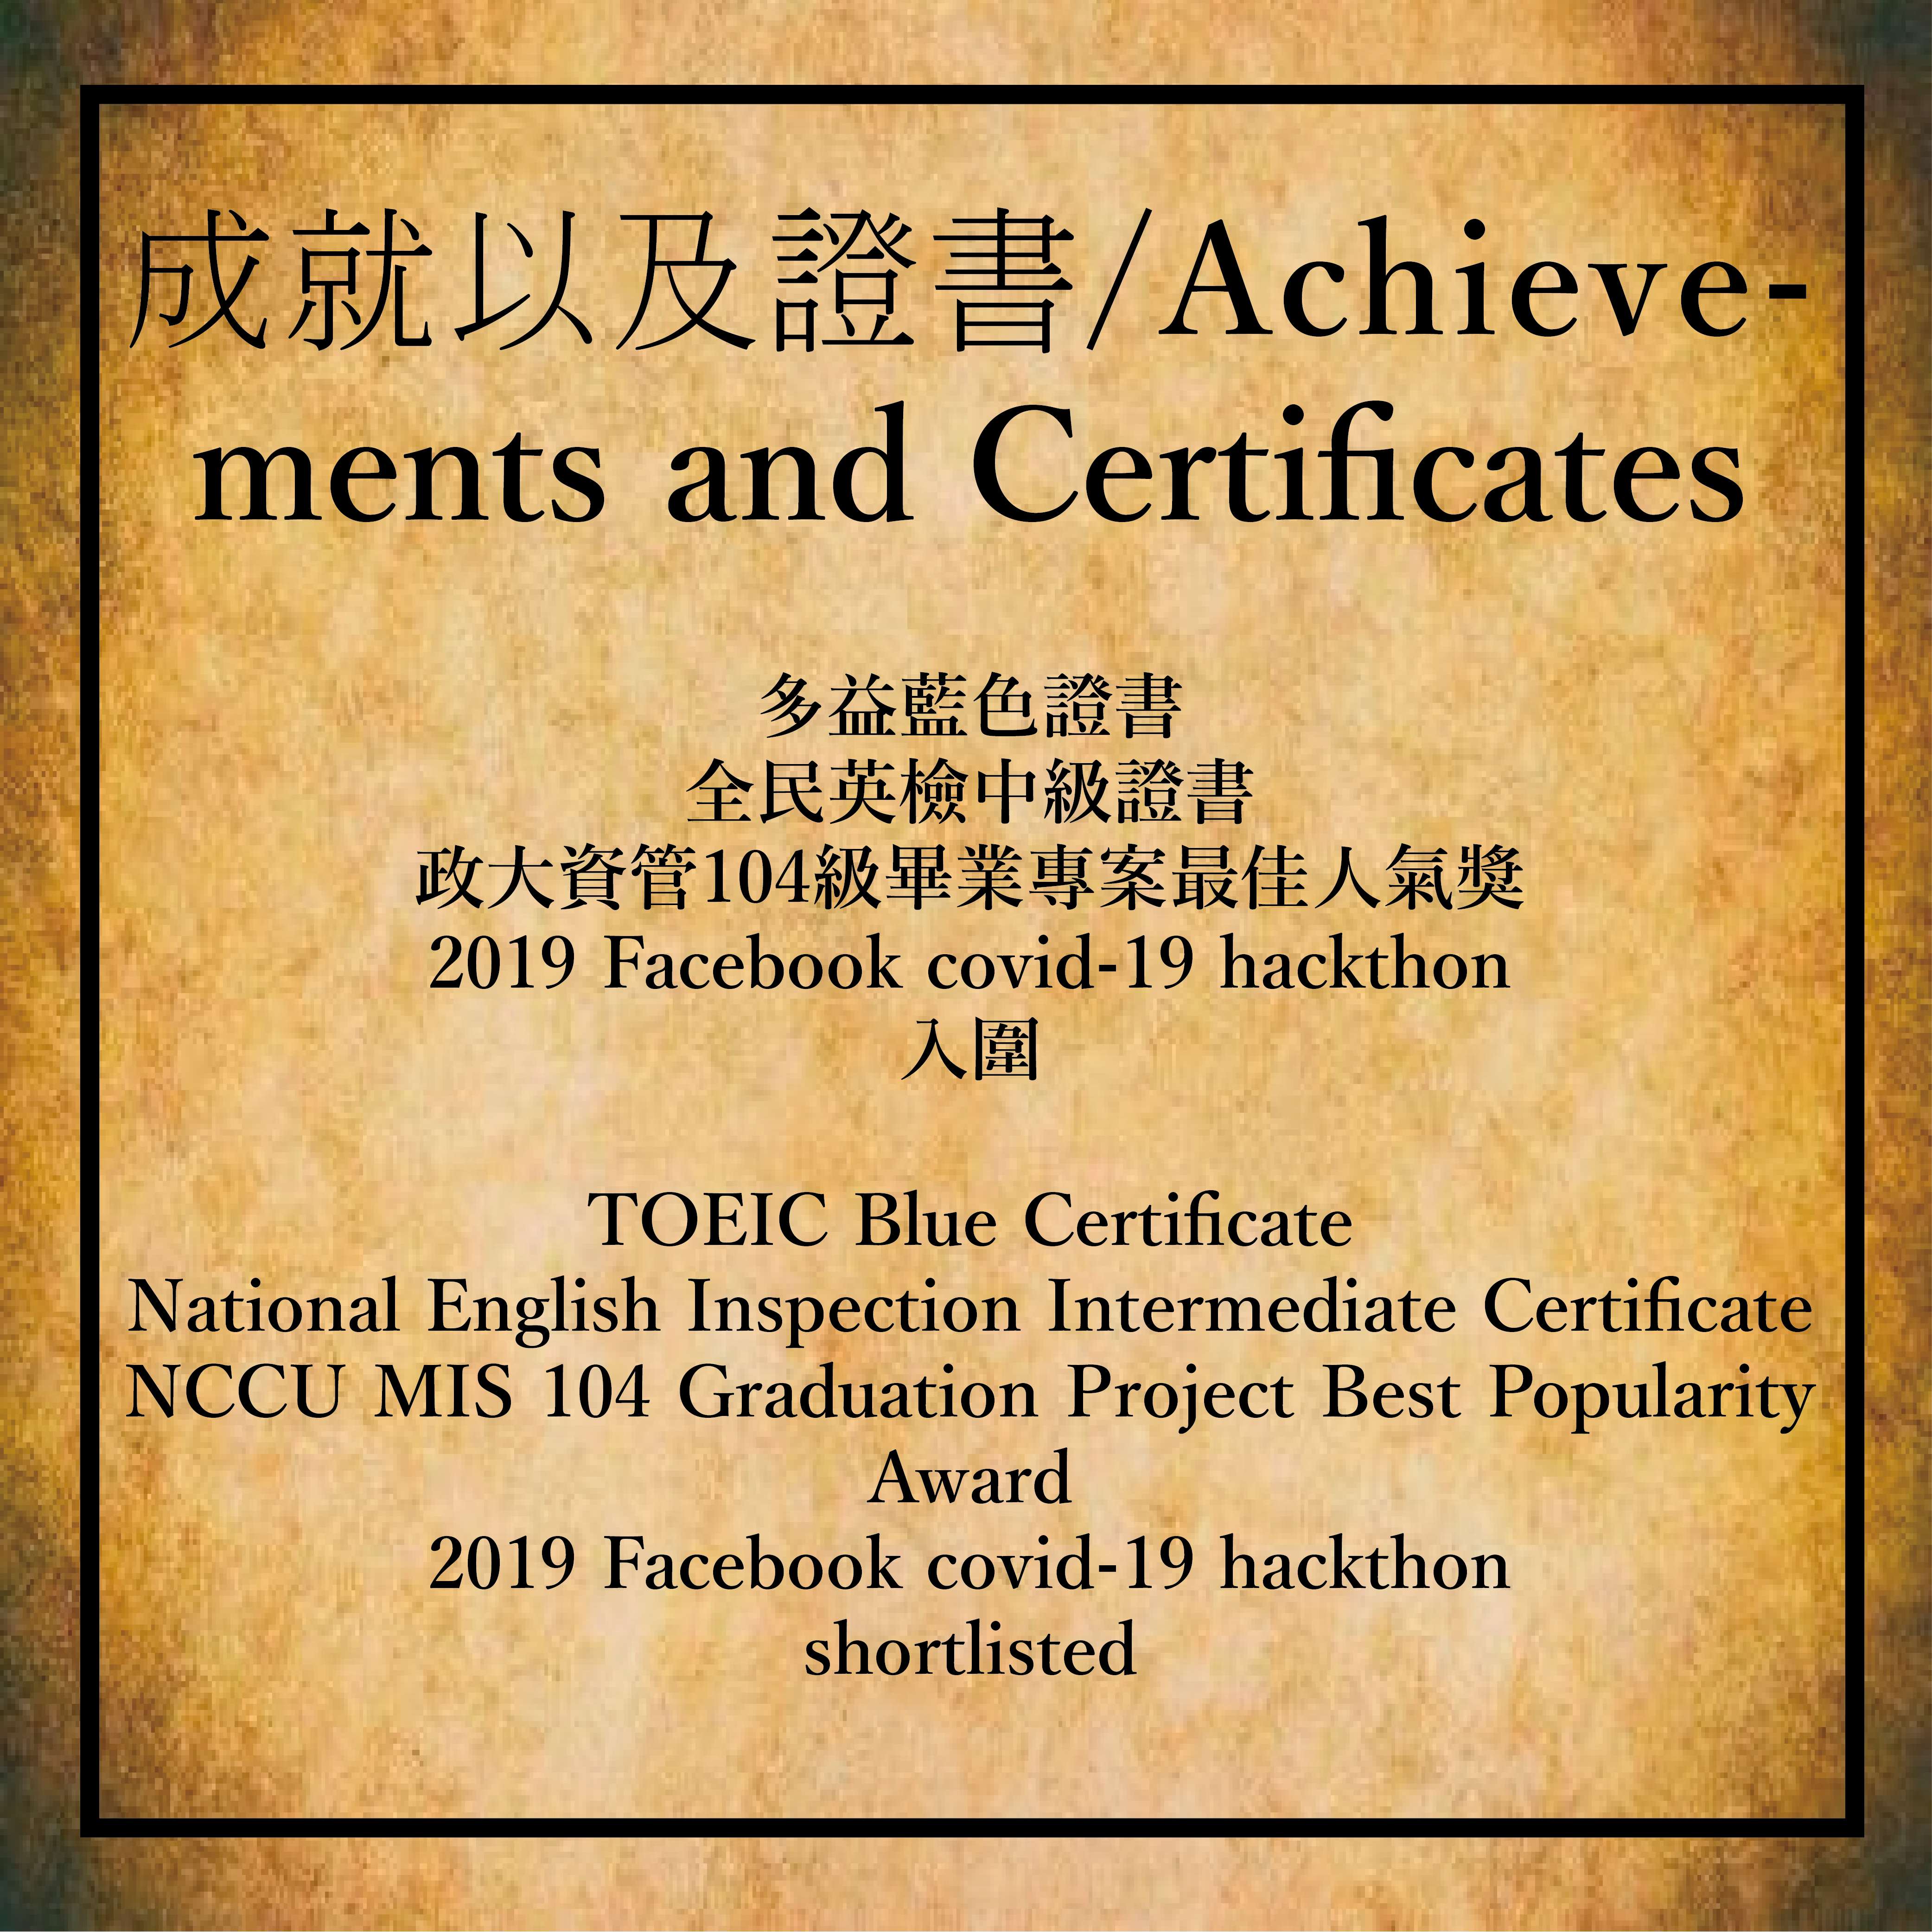 成就以及證書/Achieve-
ments and Certificates
多益藍色證書
全民英檢中級證書
政大資管104級畢業專案最佳人氣獎
2019 Facebook covid-19 hackthon
入圍
TOEIC Blue Certificate
National English Inspection Intermediate Certificate
NCCU MIS 104 Graduation Project Best Popularity
Award
2019 Facebook covid-19 hackthon
shortlisted